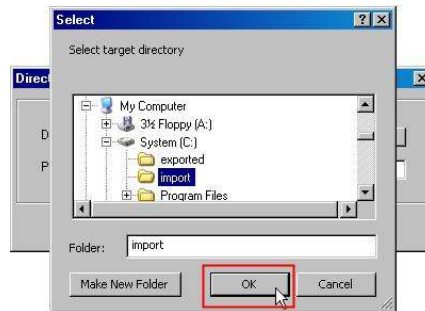 Select
Select target directory
Direc
My Computer
3½ Floppy (A:)
System (C:)
exported
import
Program Files
D
P
Folder: import
Make New Folder OK Cancel